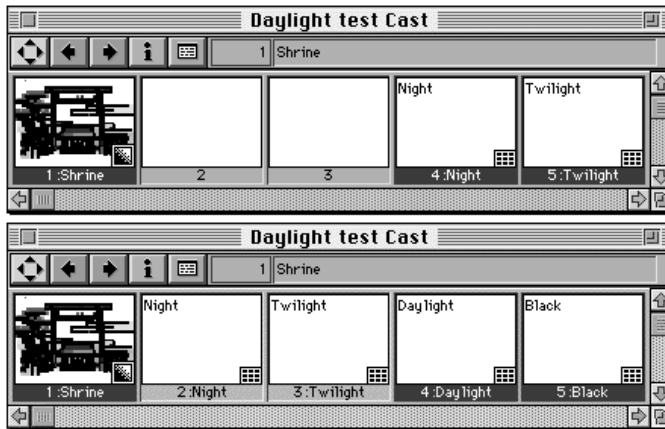 Daylight test Cast
1 Shrine
Night Twilight
1:Shrine 2 3 4:Night 5:Twilight
Daylight test Cast
1 Shrine
Night Twilight Daylight Black
1:Shrine 2:Night 3:Twilight 4:Daylight 5:Black